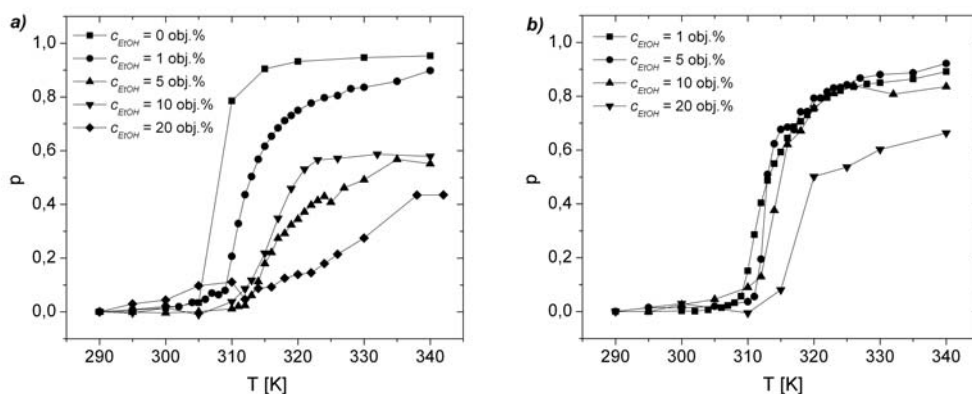 a)
c_EtOH = 0 obj.%
c_EtOH = 1 obj.%
c_EtOH = 5 obj.%
c_EtOH = 10 obj.%
c_EtOH = 20 obj.%
1,0
0,8
0,6
0,4
0,2
0,0
p
290 300 310 320 330 340
T [K]
b)
c_EtOH = 1 obj.%
c_EtOH = 5 obj.%
c_EtOH = 10 obj.%
c_EtOH = 20 obj.%
1,0
0,8
0,6
0,4
0,2
0,0
p
290 300 310 320 330 340
T [K]